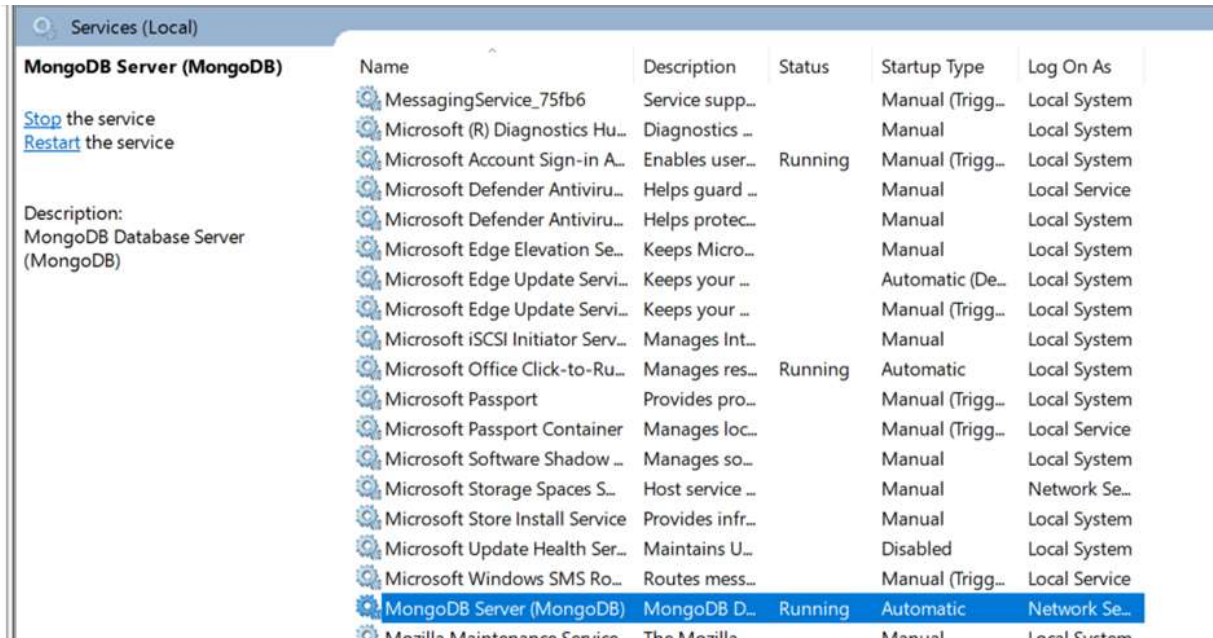 Services (Local)
MongoDB Server (MongoDB)
Stop the service
Restart the service
Description:
MongoDB Database Server
(MongoDB)
Name Description Status Startup Type Log On As
MessagingService_75fb6 Service supp... Manual (Trigg... Local System
Microsoft (R) Diagnostics Hu... Diagnostics ... Manual Local System
Microsoft Account Sign-in A... Enables user... Running Manual (Trigg... Local System
Microsoft Defender Antiviru... Helps guard ... Manual Local Service
Microsoft Defender Antiviru... Helps protec... Manual Local System
Microsoft Edge Elevation Se... Keeps Micro... Manual Local System
Microsoft Edge Update Servi... Keeps your ... Automatic (De... Local System
Microsoft Edge Update Servi... Keeps your ... Manual (Trigg... Local System
Microsoft iSCSI Initiator Serv... Manages Int... Manual Local System
Microsoft Office Click-to-Ru... Manages res... Running Automatic Local System
Microsoft Passport Provides pro... Manual (Trigg... Local System
Microsoft Passport Container Manages loc... Manual (Trigg... Local Service
Microsoft Software Shadow ... Manages so... Manual Local System
Microsoft Storage Spaces S... Host service ... Manual Network Se...
Microsoft Store Install Service Provides infr... Manual Local System
Microsoft Update Health Ser... Maintains U... Disabled Local System
Microsoft Windows SMS Ro... Routes mess... Manual (Trigg... Local Service
MongoDB Server (MongoDB) MongoDB D... Running Automatic Network Se...
Mozilla Maintenance Service The Mozilla Manual Local System